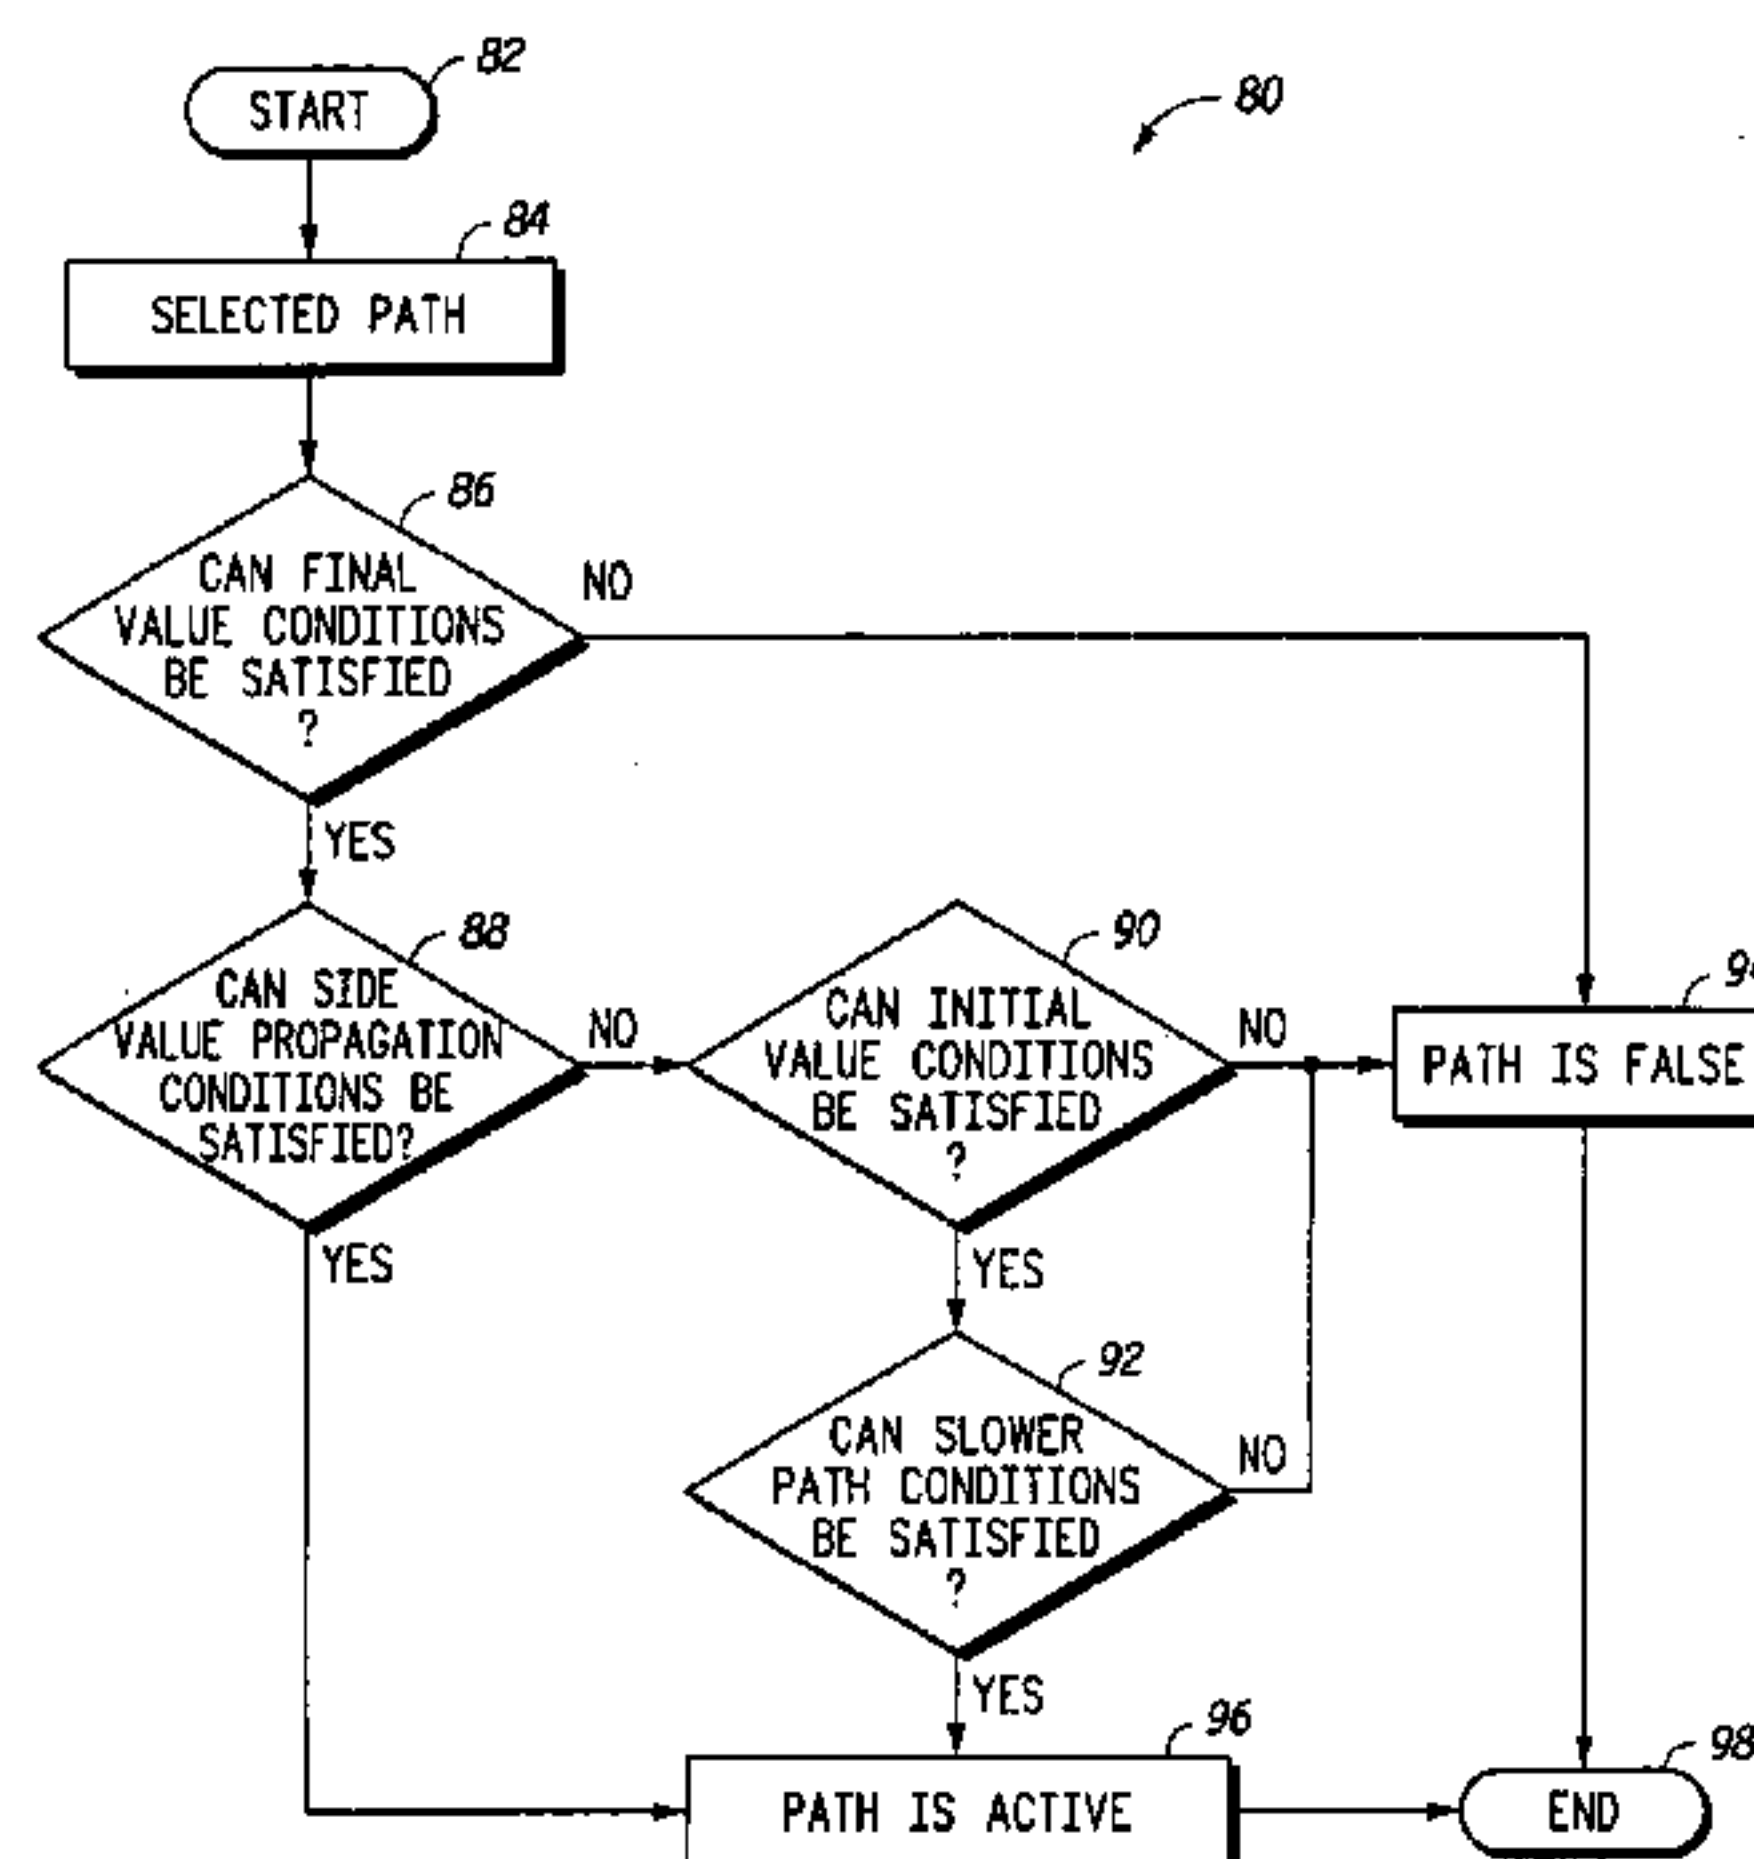 82
START
80
84
SELECTED PATH
86
CAN FINAL
VALUE CONDITIONS
BE SATISFIED
?
NO
YES
88
CAN SIDE
VALUE PROPAGATION
CONDITIONS BE
SATISFIED?
NO
YES
90
CAN INITIAL
VALUE CONDITIONS
BE SATISFIED
?
NO
YES
PATH IS FALSE
92
CAN SLOWER
PATH CONDITIONS
BE SATISFIED
?
NO
YES
96
PATH IS ACTIVE
98
END